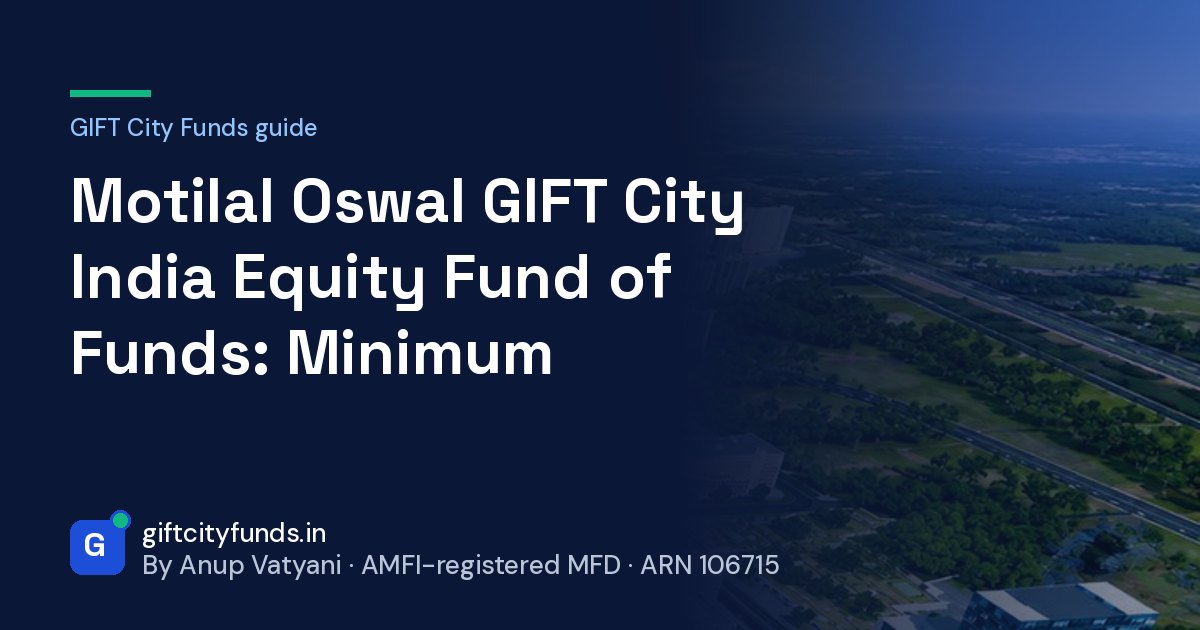 GIFT City Funds guide
Motilal Oswal GIFT City
India Equity Fund of
Funds: Minimum
G
giftcityfunds.in
By Anup Vatyani · AMFI-registered MFD · ARN 106715